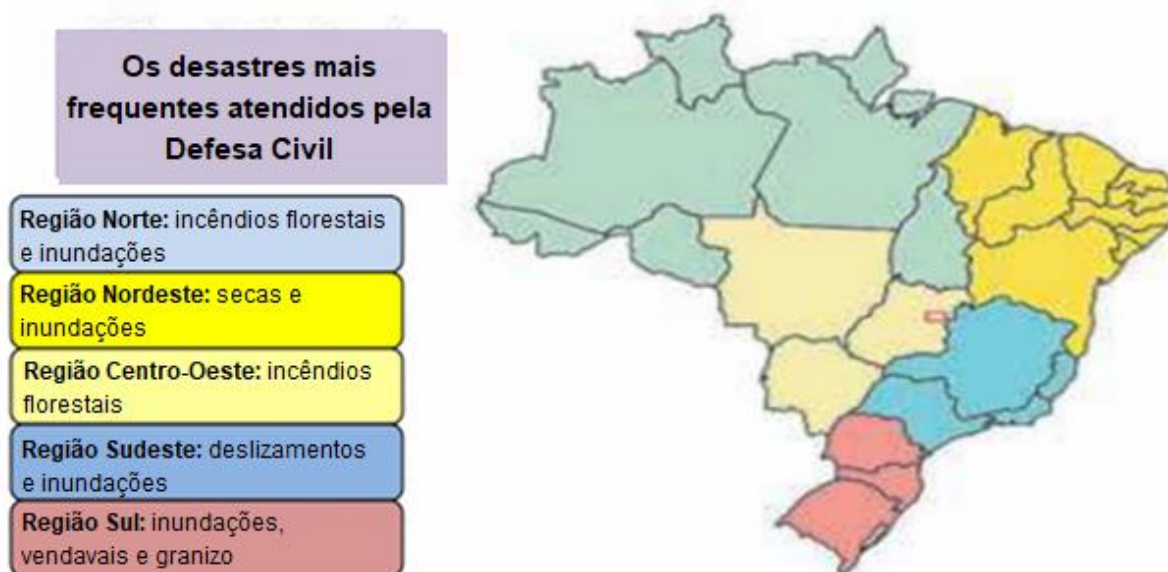 Os desastres mais
frequentes atendidos pela
Defesa Civil
Região Norte: incêndios florestais
e inundações
Região Nordeste: secas e
inundações
Região Centro-Oeste: incêndios
florestais
Região Sudeste: deslizamentos
e inundações
Região Sul: inundações,
vendavais e granizo